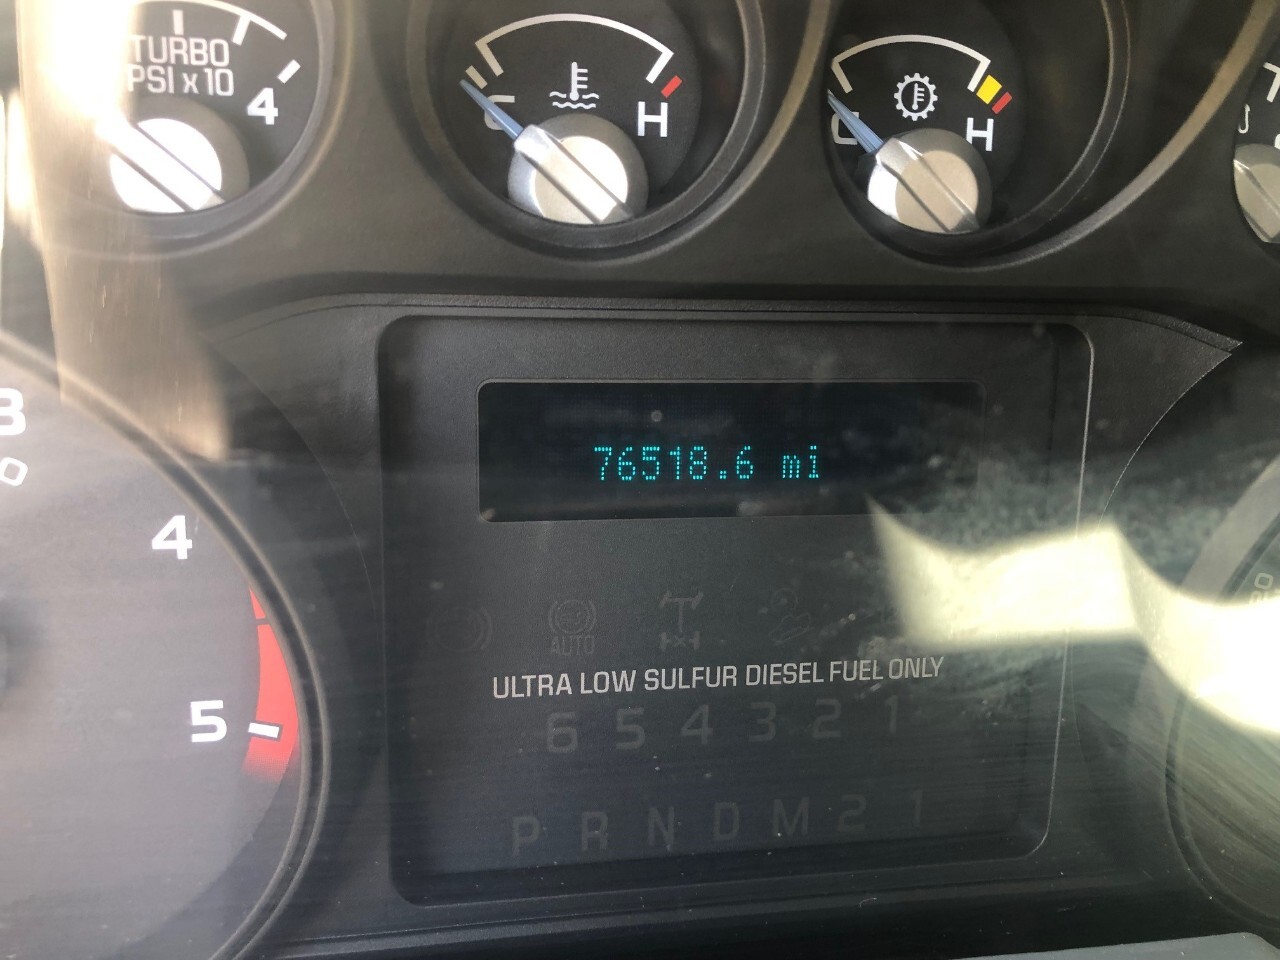 TURBO
PSI x 10
4
C
H
C
H
3
4
5
76518.6 mi
AUTO
ULTRA LOW SULFUR DIESEL FUEL ONLY
6 5 4 3 2 1
P R N D M 2 1